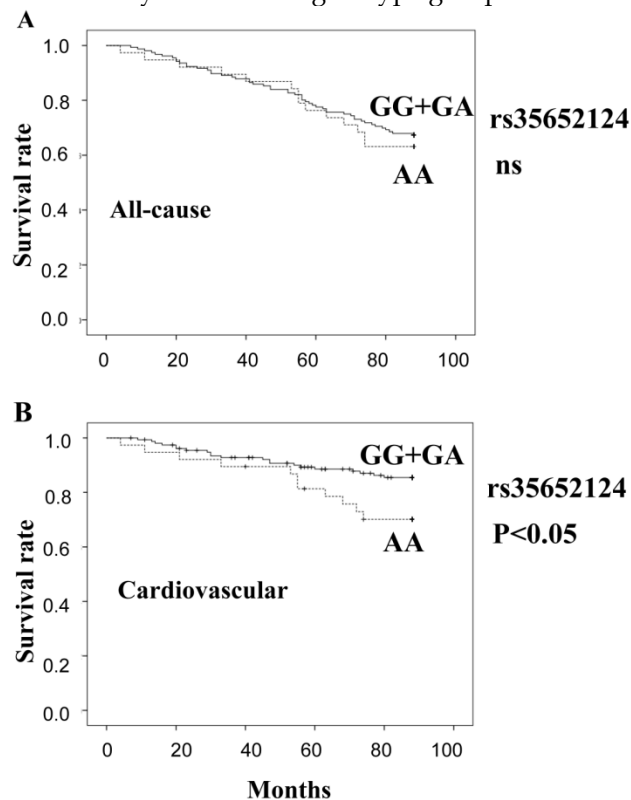 A
1.0
0.8
0.6
0.4
0.2
0.0
Survival rate
GG+GA
AA
All-cause
rs35652124
ns
0 20 40 60 80 100
B
1.0
0.8
0.6
0.4
0.2
0.0
Survival rate
GG+GA
AA
Cardiovascular
rs35652124
P<0.05
0 20 40 60 80 100
Months